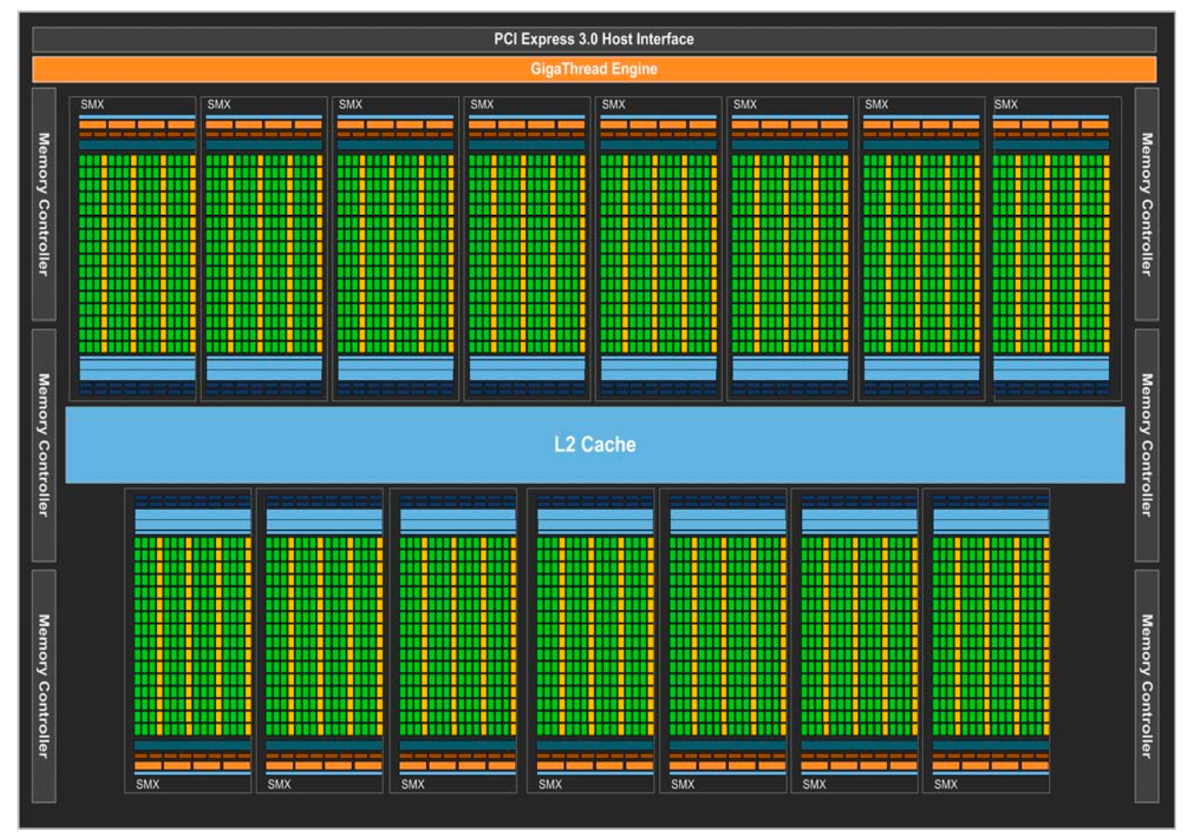 PCI Express 3.0 Host Interface
GigaThread Engine
SMX
SMX
SMX
SMX
SMX
SMX
SMX
SMX
Memory Controller
Memory Controller
Memory Controller
Memory Controller
L2 Cache
Memory Controller
Memory Controller
SMX
SMX
SMX
SMX
SMX
SMX
SMX